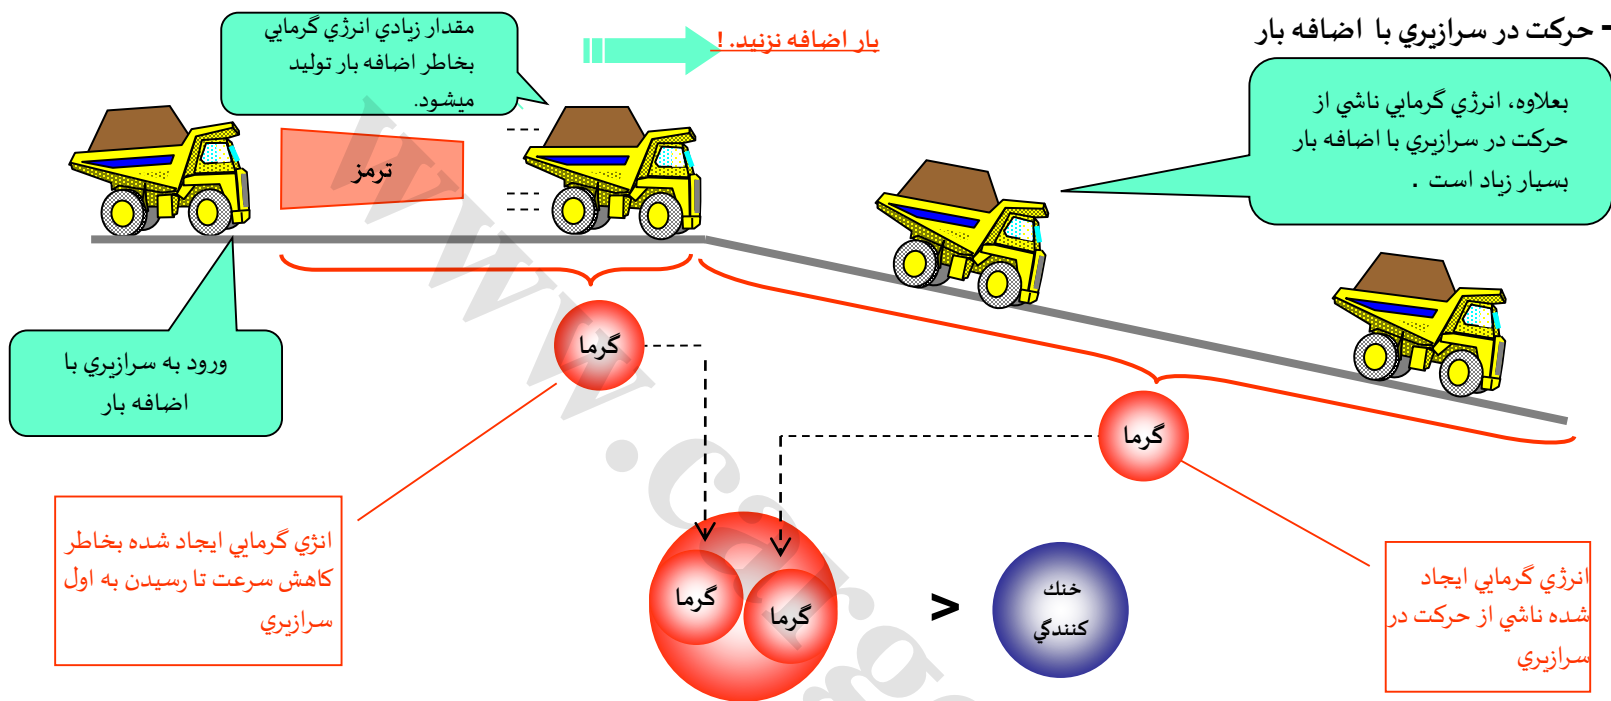 - حركت در سرازيري با اضافه بار
بار اضافه نزنيد. !
مقدار زيادي انرژي گرمايي
بخاطر اضافه بار توليد
ميشود.
بعلاوه، انرژي گرمايي ناشي از
حركت در سرازيري با اضافه بار
بسيار زياد است .
ترمز
ورود به سرازيري با
اضافه بار
گرما
گرما
انژي گرمايي ايجاد شده بخاطر
كاهش سرعت تا رسيدن به اول
سرازيري
گرما
گرما
>
خنك
كنندگي
انرژي گرمايي ايجاد
شده ناشي از حركت در
سرازيري
www.carge